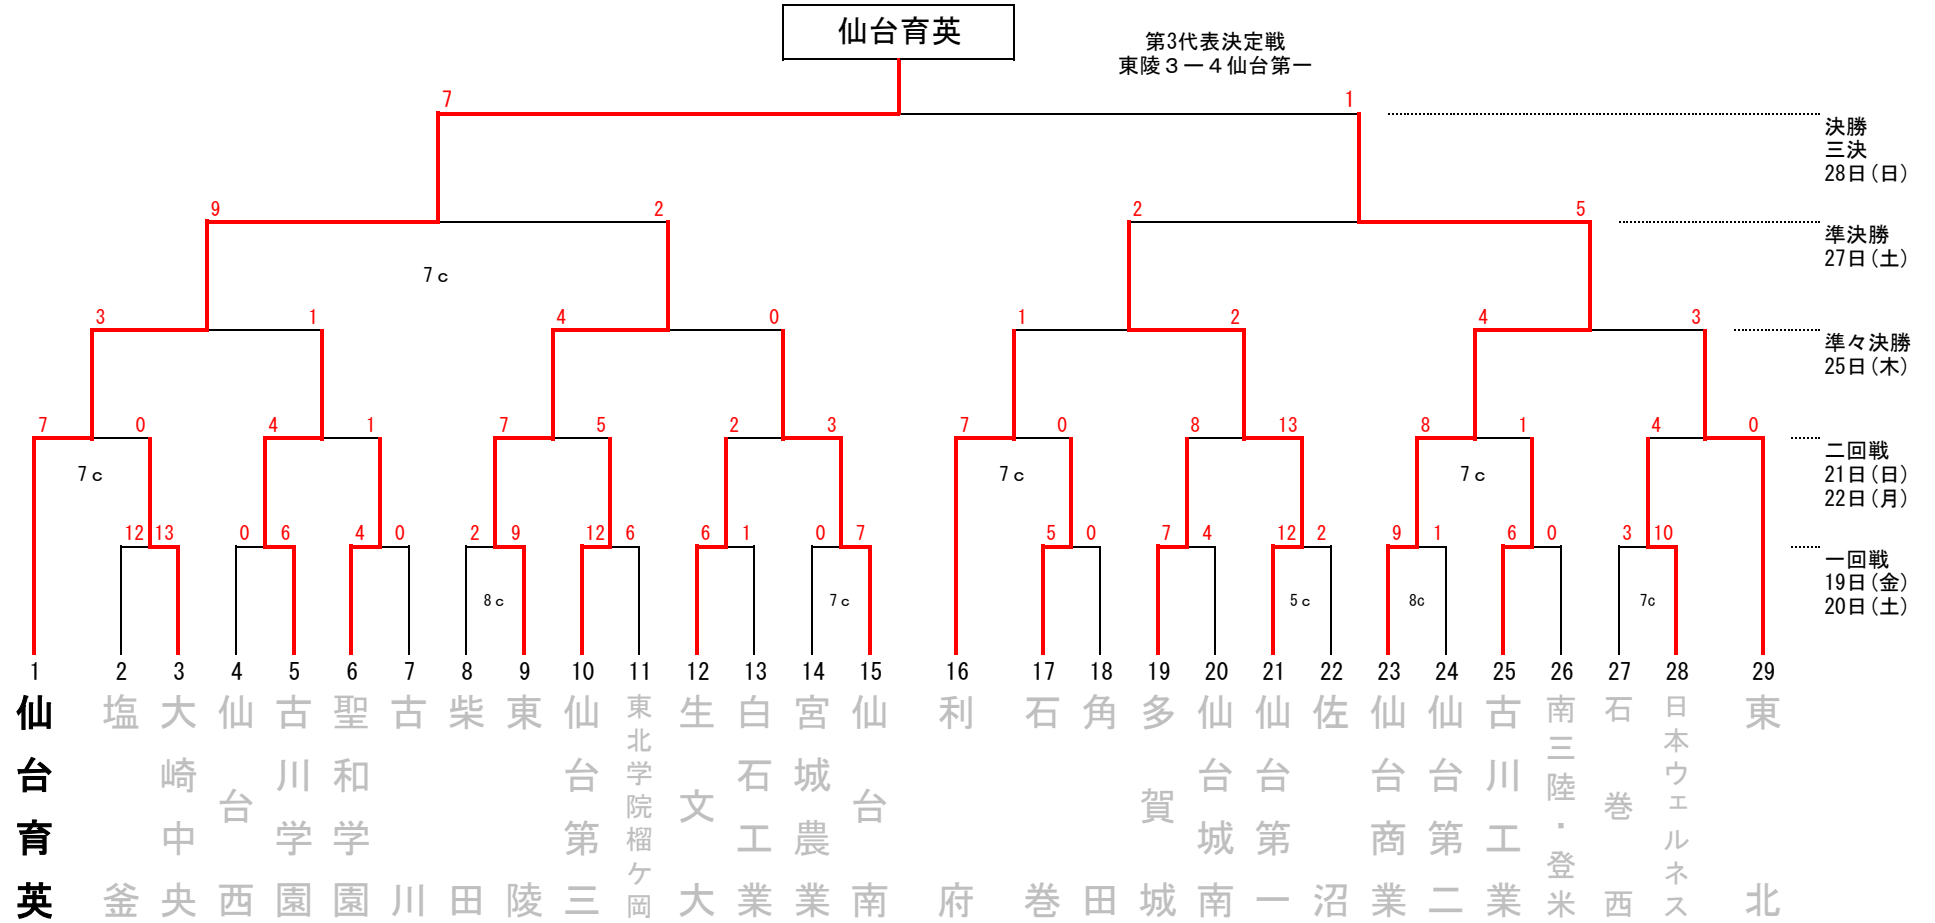 仙台育英
第3代表決定戦
東陵３ー４仙台第一
7 1
決勝
三決
28日(日)
9 2 2 5
準決勝
27日(土)
7ｃ
3 1 4 0 1 2 4 3
準々決勝
25日(木)
7 0 4 1 7 5 2 3 7 0 8 13 8 1 4 0
二回戦
21日(日)
22日(月)
7ｃ 7ｃ 7ｃ
12 13 0 6 4 0 2 9 12 6 6 1 0 7 5 0 7 4 12 2 9 1 6 0 3 10
一回戦
19日(金)
20日(土)
8ｃ 7ｃ 5ｃ 8c 7c
1 2 3 4 5 6 7 8 9 10 11 12 13 14 15 16 17 18 19 20 21 22 23 24 25 26 27 28 29
仙台育英
塩釜
大崎中央
仙台西
古川学園
聖和学園
古川
柴田
東陵
仙台第三
東北学院榴ケ岡
生文大
白石工業
宮城農業
仙台南
利府
石巻
角田
多賀城
仙台城南
仙台第一
佐沼
仙台商業
仙台第二
古川工業
南三陸・登米
石巻西
日本ウェルネス
東北